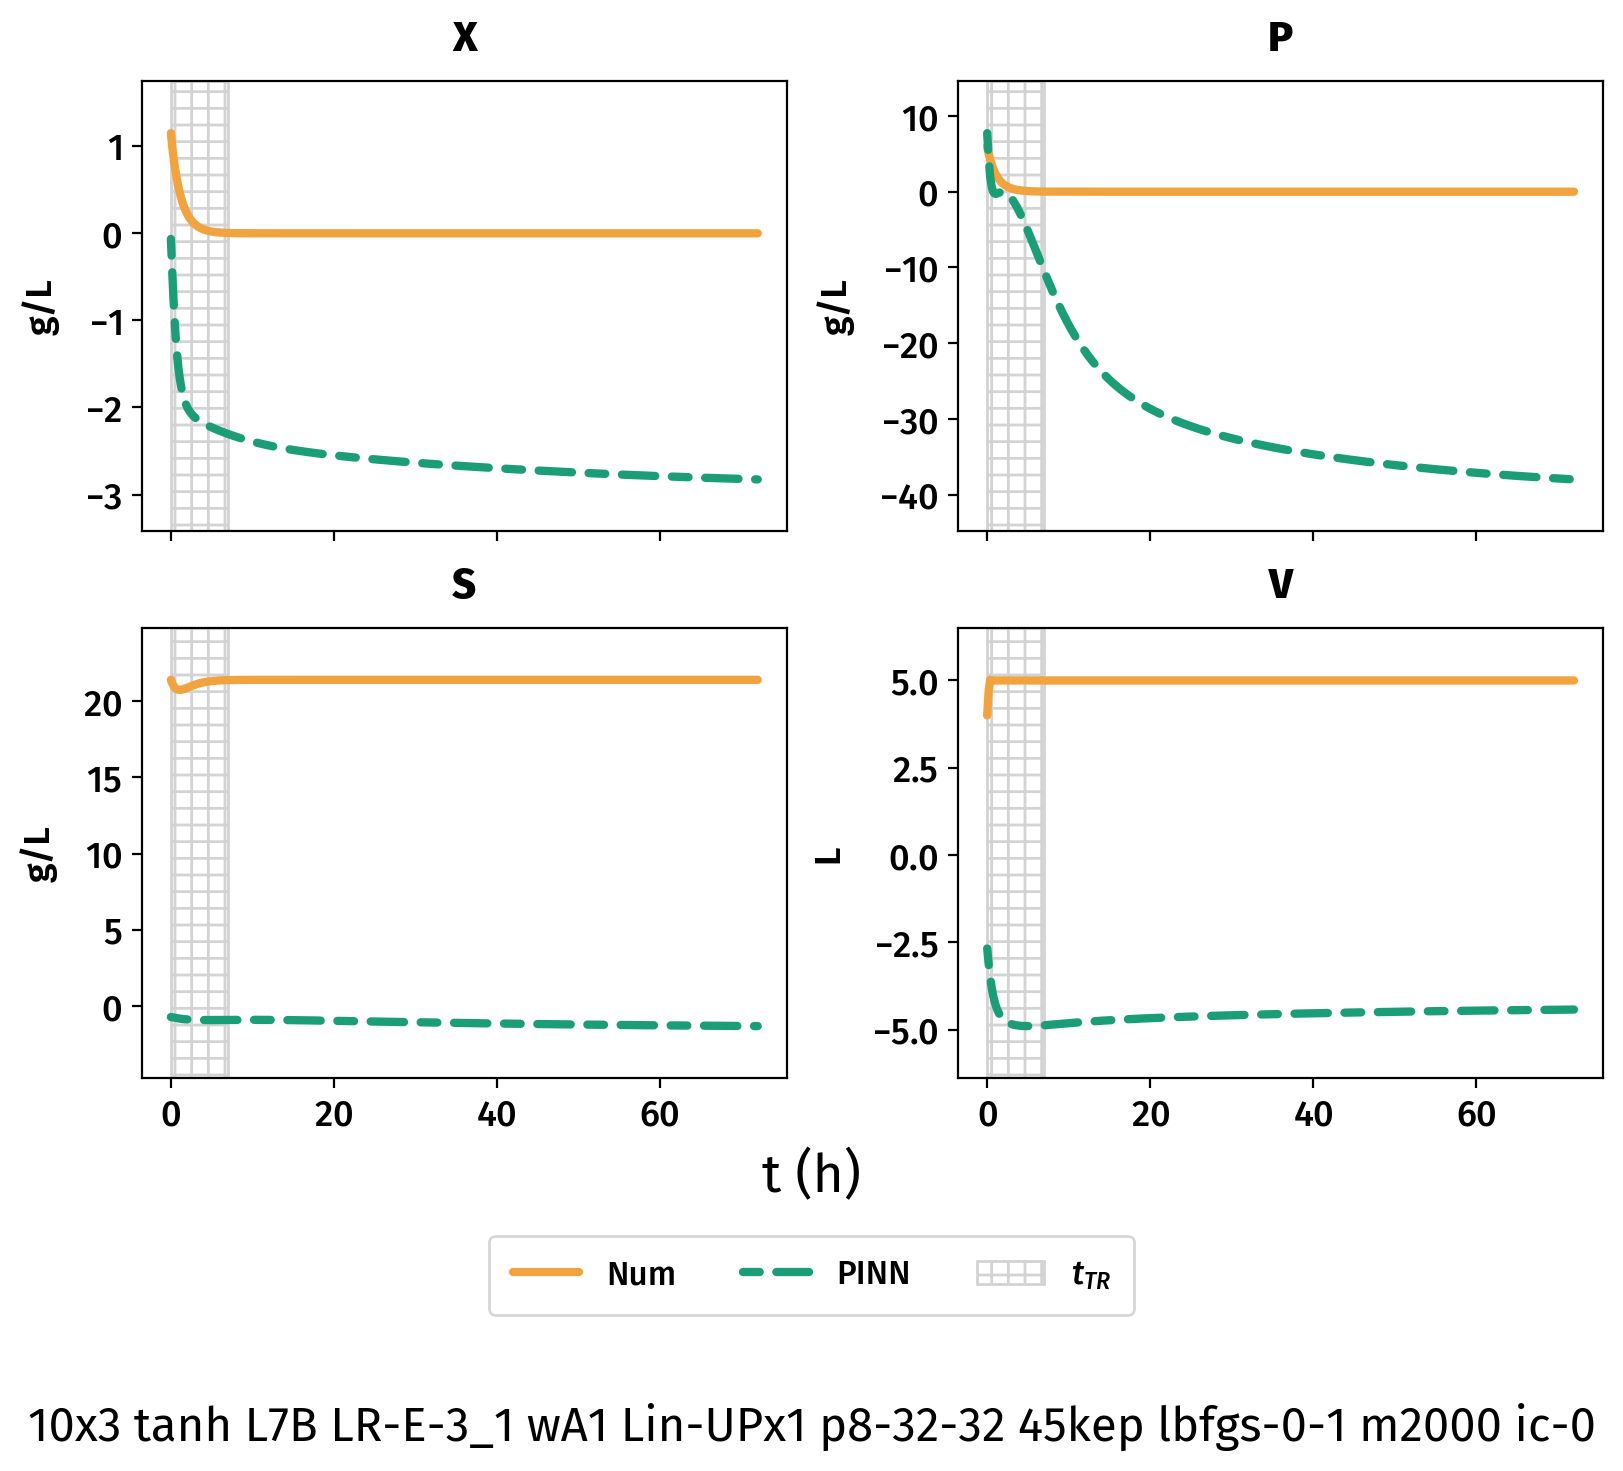 X
P
1
0
−1
−2
−3
g/L
10
0
−10
−20
−30
−40
g/L
S
V
20
15
10
5
0
g/L
5.0
2.5
0.0
−2.5
−5.0
L
0 20 40 60
0 20 40 60
t (h)
Num PINN tTR
10x3 tanh L7B LR-E-3_1 wA1 Lin-UPx1 p8-32-32 45kep lbfgs-0-1 m2000 ic-0